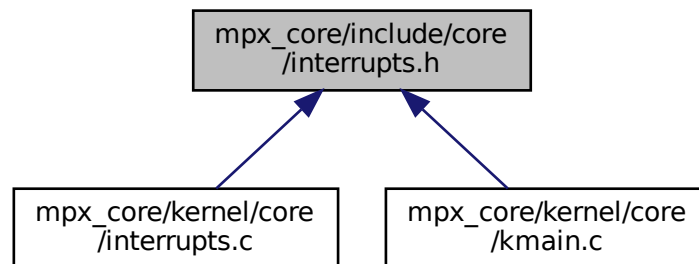 mpx_core/include/core
/interrupts.h
mpx_core/kernel/core
/interrupts.c
mpx_core/kernel/core
/kmain.c